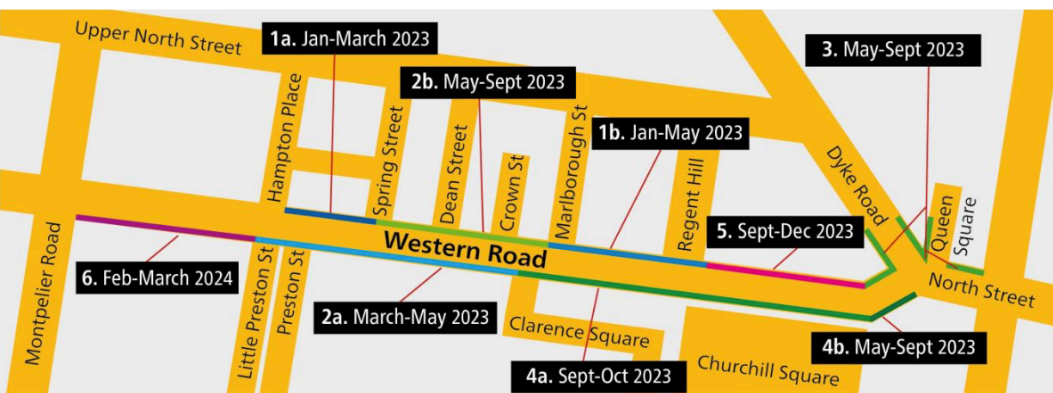 Upper North Street
1a. Jan-March 2023
3. May-Sept 2023
2b. May-Sept 2023
1b. Jan-May 2023
Hampton Place
Spring Street
Dean Street
Crown St
Marlborough St
Regent Hill
Dyke Road
Queen
Square
5. Sept-Dec 2023
Western Road
North Street
6. Feb-March 2024
Montpelier Road
Little Preston St
Preston St
2a. March-May 2023
Clarence Square
4a. Sept-Oct 2023
Churchill Square
4b. May-Sept 2023